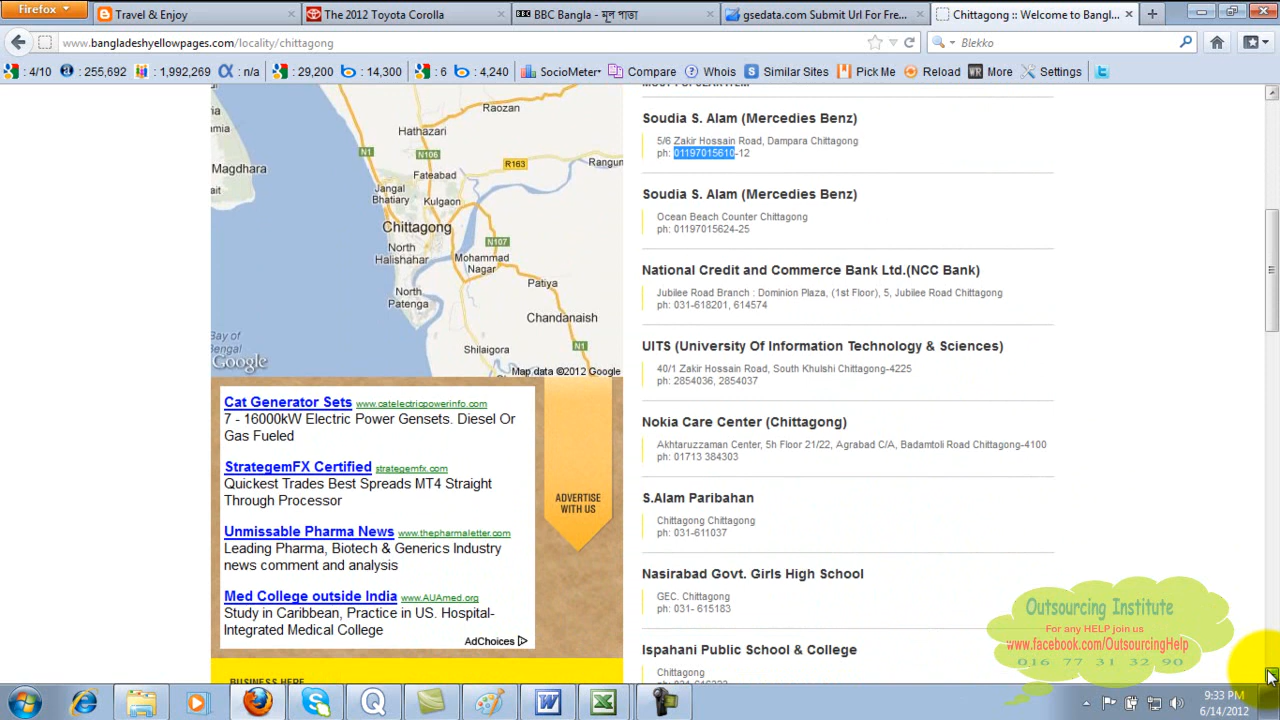 Firefox
Travel & Enjoy
The 2012 Toyota Corolla
BBC Bangla - মূল পাতা
gsedata.com Submit Url For Fre...
Chittagong :: Welcome to Bangl...
www.bangladeshyellowpages.com/locality/chittagong
Blekko
: 4/10
: 255,692
: 1,992,269
: n/a
: 29,200
: 14,300
: 6
: 4,240
SocioMeter
Compare
Whois
Similar Sites
Pick Me
Reload
More
Settings
Raozan
Hathazari
N1
N106
R163
Rangun
Maghdhara
Fateabad
Jangal
Bhatiary
Kulgaon
Chittagong
N107
North
Halishahar
Mohammad
Nagar
North
Patenga
Patiya
Chandanaish
Bay of
Bengal
Shilaigora
N1
Google
Map data ©2012 Google
Cat Generator Sets www.catelectricpowerinfo.com
7 - 16000kW Electric Power Gensets. Diesel Or
Gas Fueled
StrategemFX Certified strategemfx.com
Quickest Trades Best Spreads MT4 Straight
Through Processor
Unmissable Pharma News www.thepharmaletter.com
Leading Pharma, Biotech & Generics Industry
news comment and analysis
Med College outside India www.AUAmed.org
Study in Caribbean, Practice in US. Hospital-
Integrated Medical College
AdChoices
ADVERTISE
WITH US
BUSINESS HERE
MOST POPULAR ITEM
Soudia S. Alam (Mercedies Benz)
5/6 Zakir Hossain Road, Dampara Chittagong
ph: 01197015610-12
Soudia S. Alam (Mercedies Benz)
Ocean Beach Counter Chittagong
ph: 01197015624-25
National Credit and Commerce Bank Ltd.(NCC Bank)
Jubilee Road Branch : Dominion Plaza, (1st Floor), 5, Jubilee Road Chittagong
ph: 031-618201, 614574
UITS (University Of Information Technology & Sciences)
40/1 Zakir Hossain Road, South Khulshi Chittagong-4225
ph: 2854036, 2854037
Nokia Care Center (Chittagong)
Akhtaruzzaman Center, 5h Floor 21/22, Agrabad C/A, Badamtoli Road Chittagong-4100
ph: 01713 384303
S.Alam Paribahan
Chittagong Chittagong
ph: 031-611037
Nasirabad Govt. Girls High School
GEC. Chittagong
ph: 031- 615183
Ispahani Public School & College
Chittagong
Outsourcing Institute
For any HELP join us
www.facebook.com/OutsourcingHelp
016 77 31 32 90
9:33 PM
6/14/2012